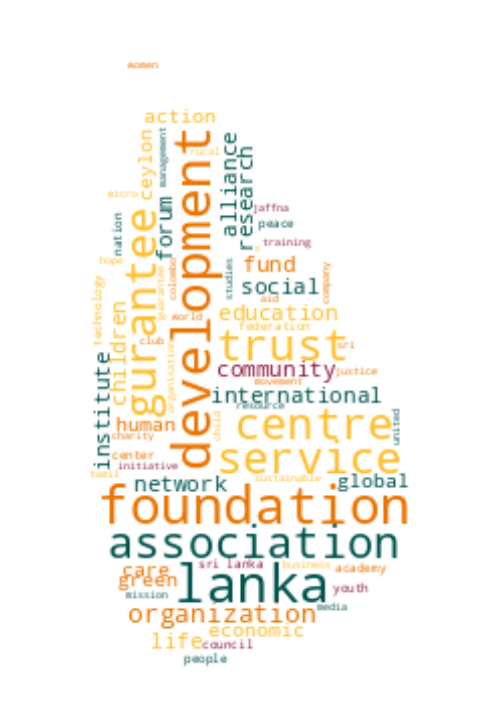 women
action
development
gurantee
ceylon
management
rural
alliance
research
micro
forum
nation
jaffna
peace
training
s
hope
colombo
guarantee
studies
fund
company
social
aid
technology
children
world
education
federation
club
trust
sri
organisation
institute
community
justice
movement
international
resource
human
child
centre
united
charity
center
initiative
service
tamil
network
sustainable
global
foundation
association
care
green
sri lanka
business
academy
lanka
mission
youth
organization
media
economic
life
council
people